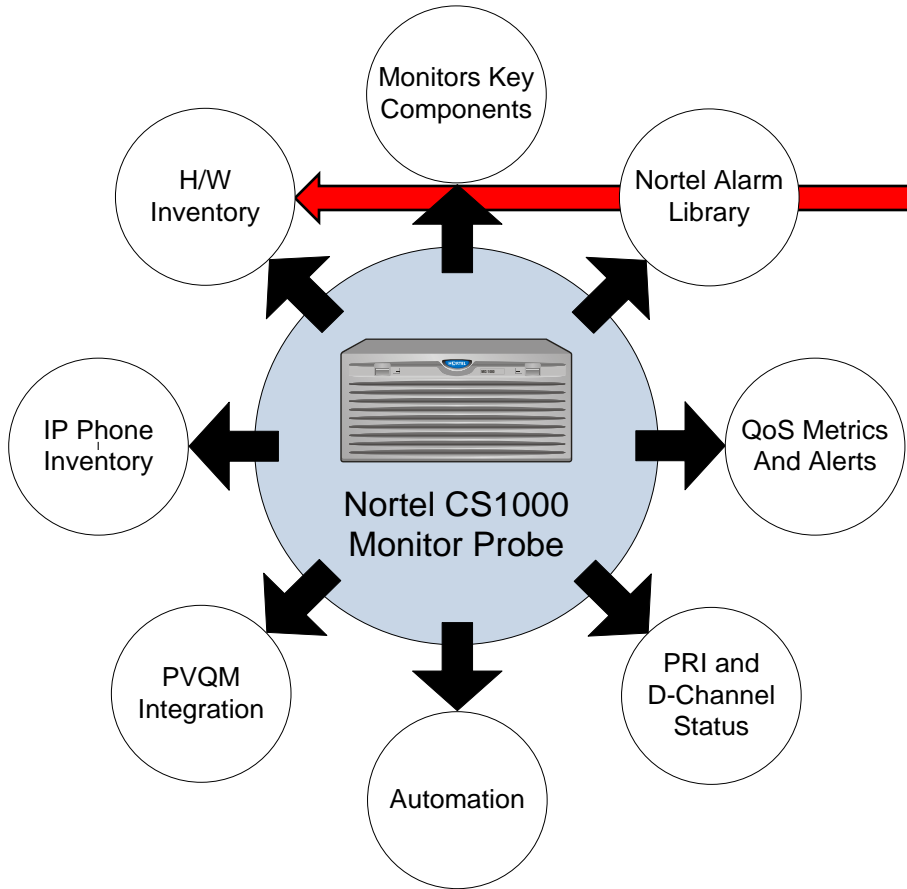 Monitors Key
Components
H/W
Inventory
Nortel Alarm
Library
NORTEL
IP Phone
Inventory
QoS Metrics
And Alerts
Nortel CS1000
Monitor Probe
PVQM
Integration
PRI and
D-Channel
Status
Automation